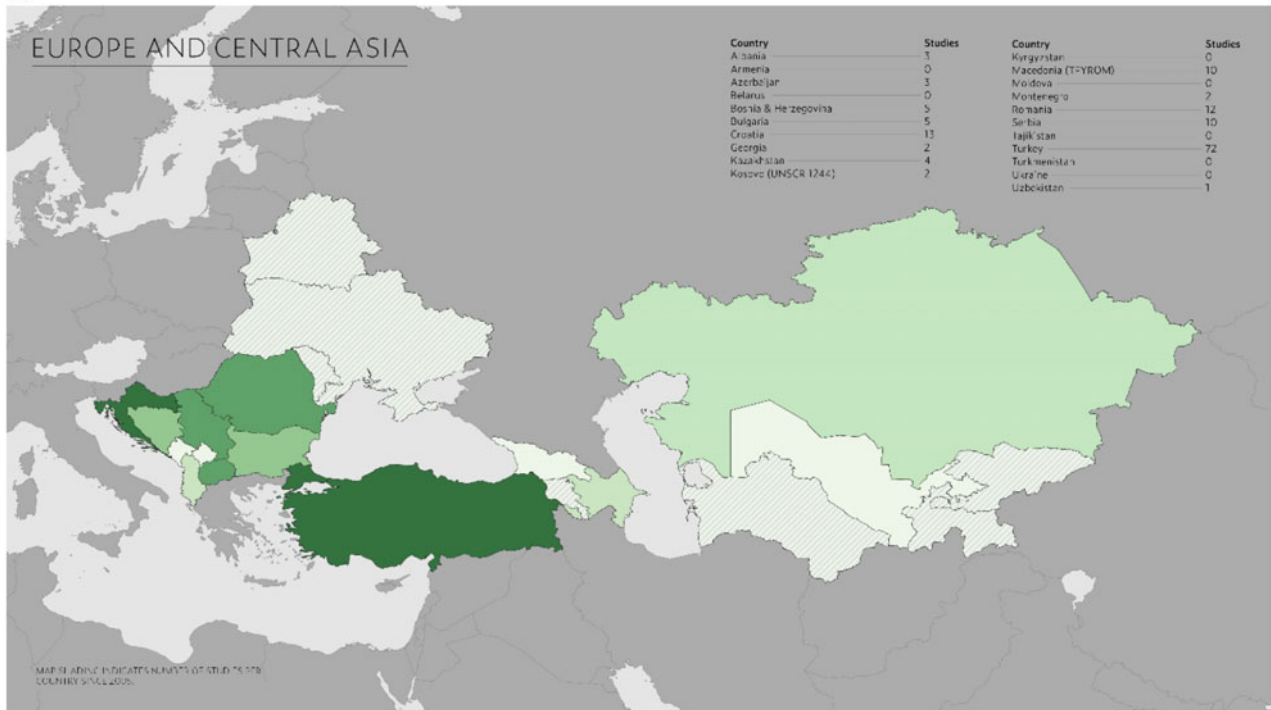 EUROPE AND CENTRAL ASIA
Country Studies
Albania 3
Armenia 0
Azerbaijan 3
Belarus 0
Bosnia & Herzegovina 5
Bulgaria 5
Croatia 13
Georgia 2
Kazakhstan 4
Kosovo (UNSCR 1244) 2
Country Studies
Kyrgyzstan 0
Macedonia (TFYROM) 10
Moldova 0
Montenegro 2
Romania 12
Serbia 10
Tajikistan 0
Turkey 72
Turkmenistan 0
Ukraine 0
Uzbekistan 1
MAP SHADING INDICATES NUMBER OF STUDIES PER
COUNTRY SINCE 2005.